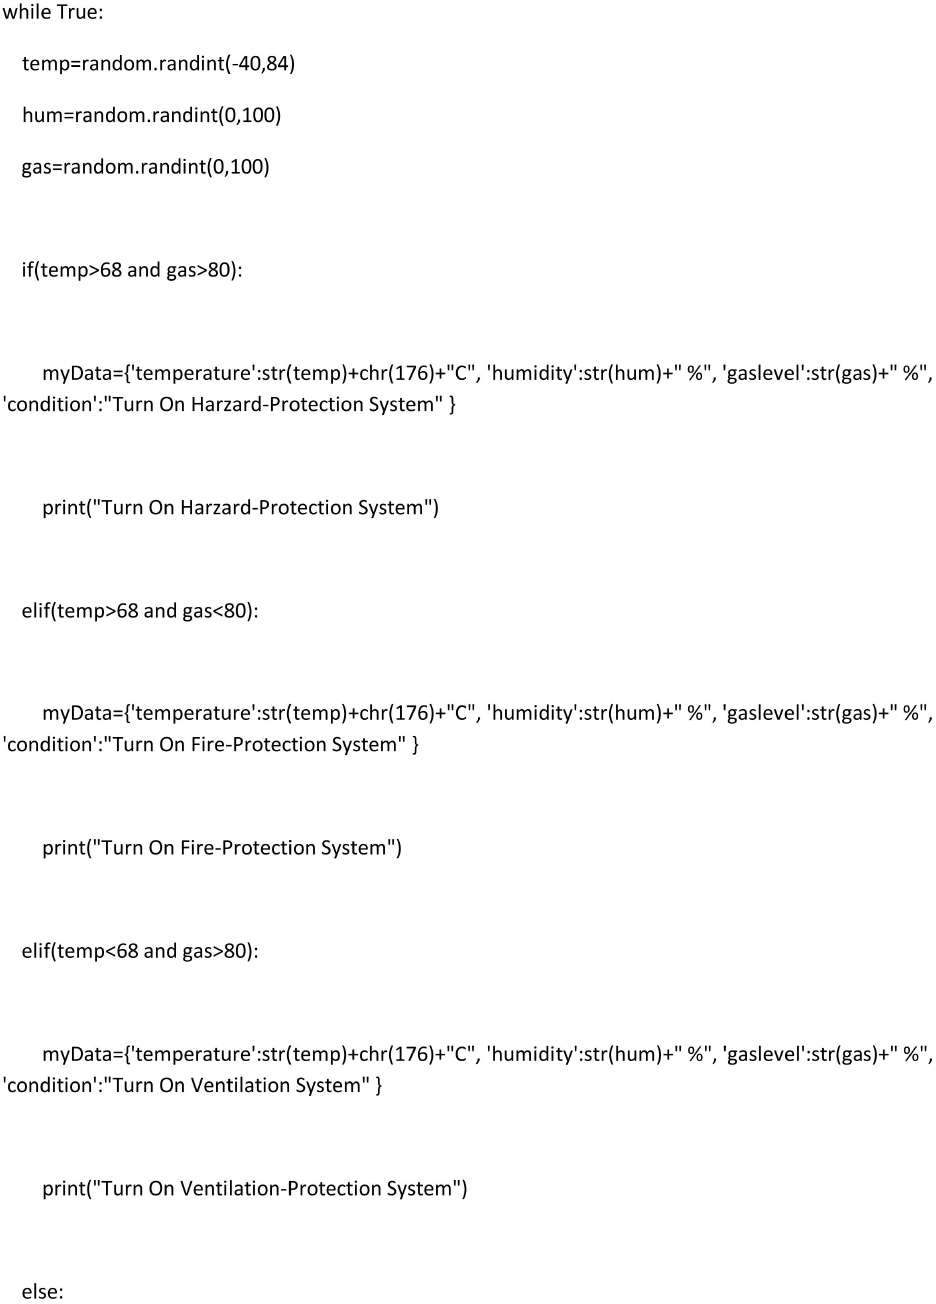 while True:
temp=random.randint(-40,84)
hum=random.randint(0,100)
gas=random.randint(0,100)
if(temp>68 and gas>80):
myData={'temperature':str(temp)+chr(176)+"C", 'humidity':str(hum)+" %", 'gaslevel':str(gas)+" %",
'condition':"Turn On Harzard-Protection System" }
print("Turn On Harzard-Protection System")
elif(temp>68 and gas<80):
myData={'temperature':str(temp)+chr(176)+"C", 'humidity':str(hum)+" %", 'gaslevel':str(gas)+" %",
'condition':"Turn On Fire-Protection System" }
print("Turn On Fire-Protection System")
elif(temp<68 and gas>80):
myData={'temperature':str(temp)+chr(176)+"C", 'humidity':str(hum)+" %", 'gaslevel':str(gas)+" %",
'condition':"Turn On Ventilation System" }
print("Turn On Ventilation-Protection System")
else: